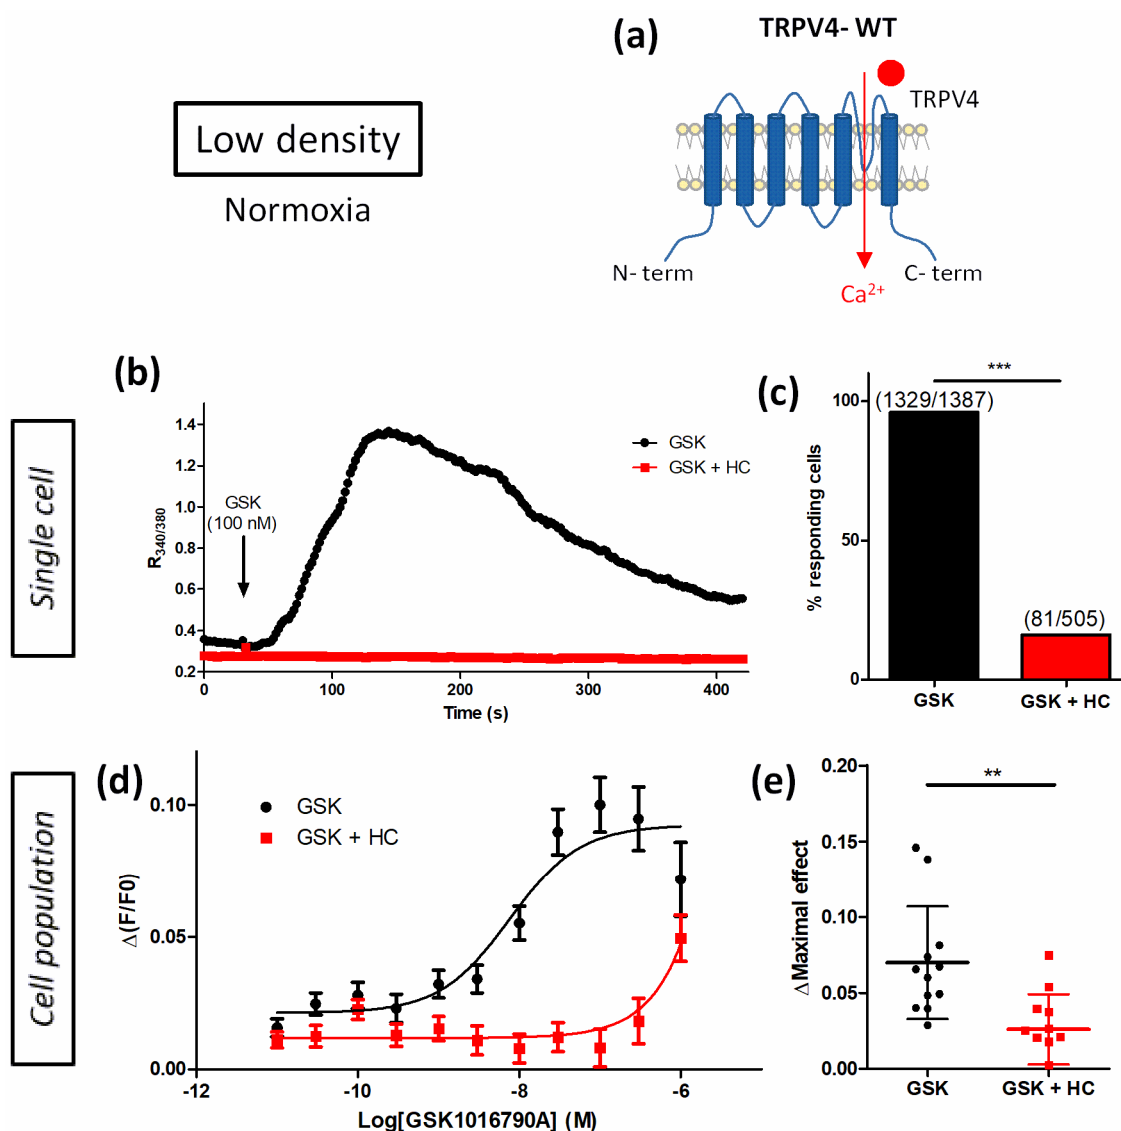 (a)
TRPV4- WT
TRPV4
Low density
Normoxia
N- term
C- term
Ca2+
Single cell
(b)
R340/380
1.4
1.2
1.0
0.8
0.6
0.4
0.2
GSK
(100 nM)
GSK
GSK + HC
0
100
200
300
400
Time (s)
(c)
***
% responding cells
100
50
0
(1329/1387)
(81/505)
GSK
GSK + HC
Cell population
(d)
Δ(F/F0)
0.10
0.05
0.00
GSK
GSK + HC
-12
-10
-8
-6
Log[GSK1016790A] (M)
(e)
**
ΔMaximal effect
0.20
0.15
0.10
0.05
0.00
GSK
GSK + HC